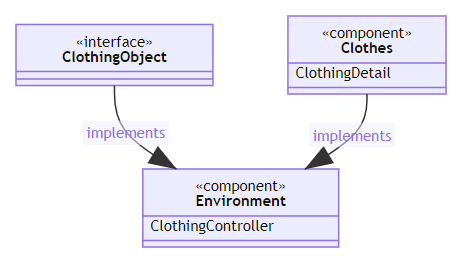 «interface»
ClothingObject
«component»
Clothes
ClothingDetail
implements
implements
«component»
Environment
ClothingController